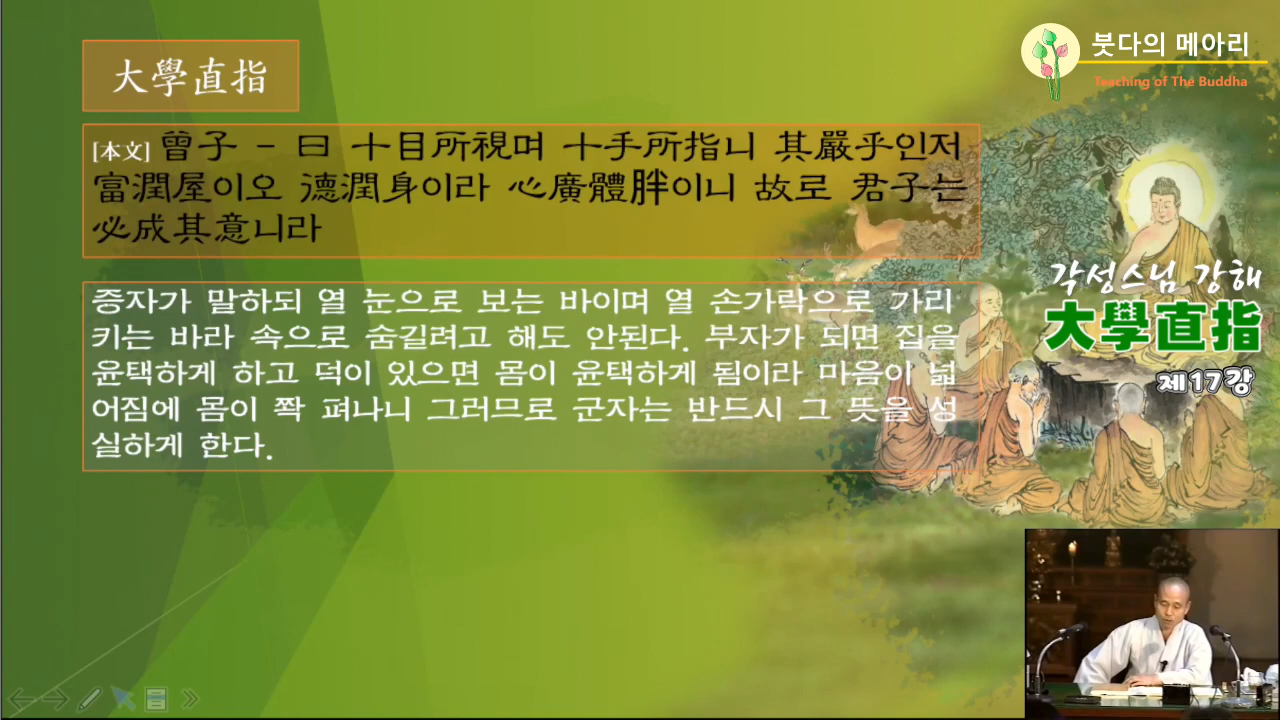 大學直指
[本文] 曾子 - 曰 十目所視며 十手所指니 其嚴乎인저
富潤屋이오 德潤身이라 心廣體胖이니 故로 君子는
必成其意니라
증자가 말하되 열 눈으로 보는 바이며 열 손가락으로 가리
키는 바라 속으로 숨길려고 해도 안된다. 부자가 되면 집을
윤택하게 하고 덕이 있으면 몸이 윤택하게 됨이라 마음이 넓
어짐에 몸이 쫙 펴나니 그러므로 군자는 반드시 그 뜻을 성
실하게 한다.
붓다의 메아리
Teaching of The Buddha
각성스님 강해
大學直指
제17강